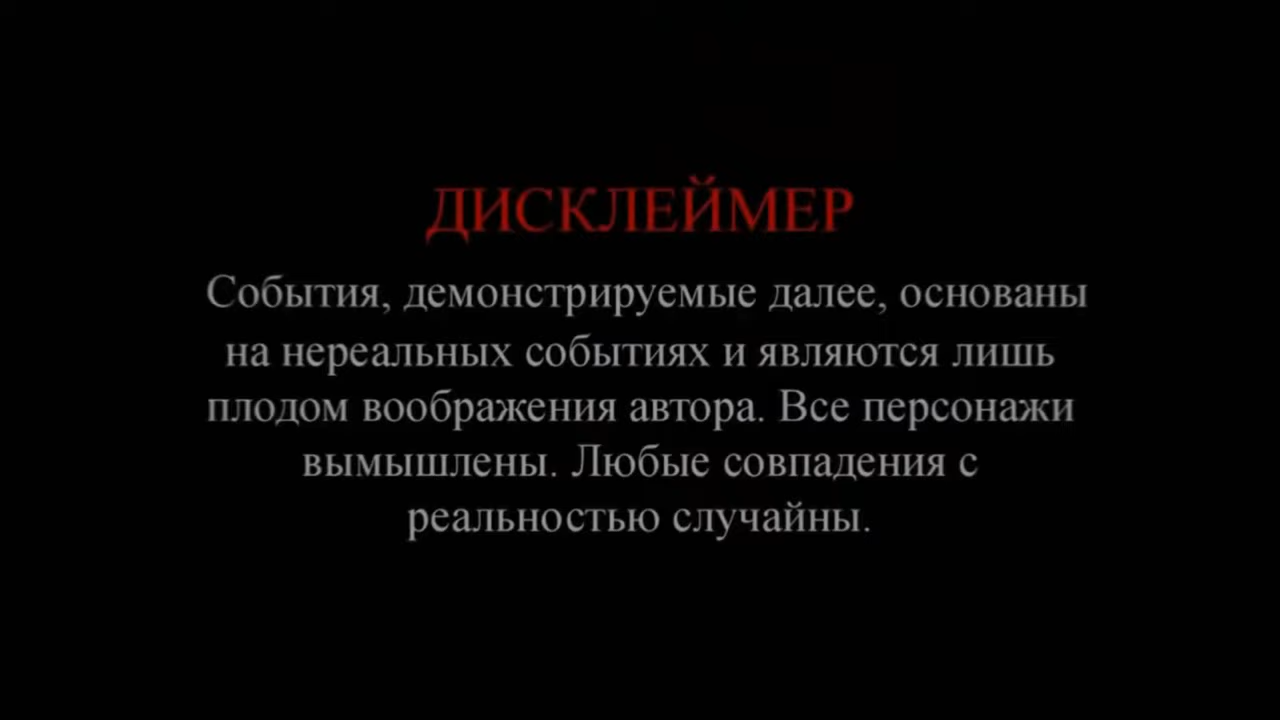 ДИСКЛЕЙМЕР
События, демонстрируемые далее, основаны
на нереальных событиях и являются лишь
плодом воображения автора. Все персонажи
вымышлены. Любые совпадения с
реальностью случайны.